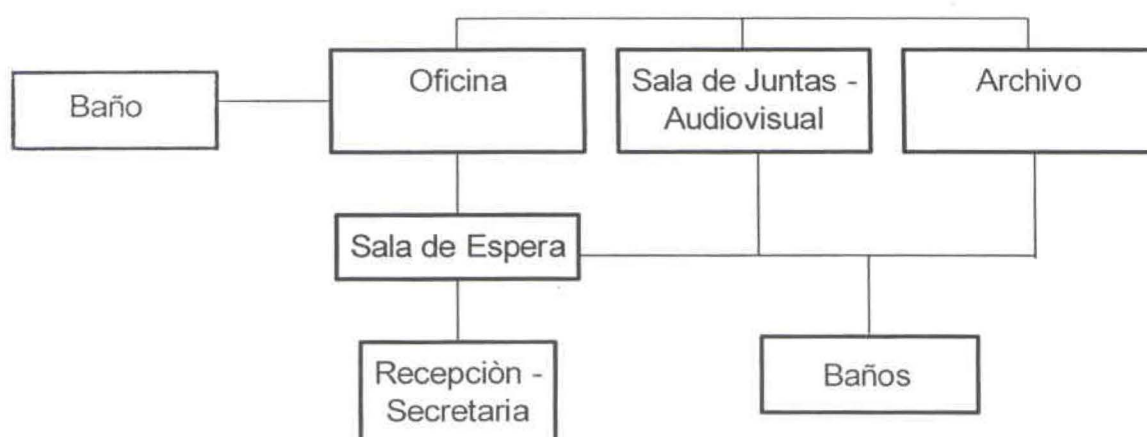 Baño
Oficina
Sala de Juntas -
Audiovisual
Archivo
Sala de Espera
Recepciòn -
Secretaria
Baños